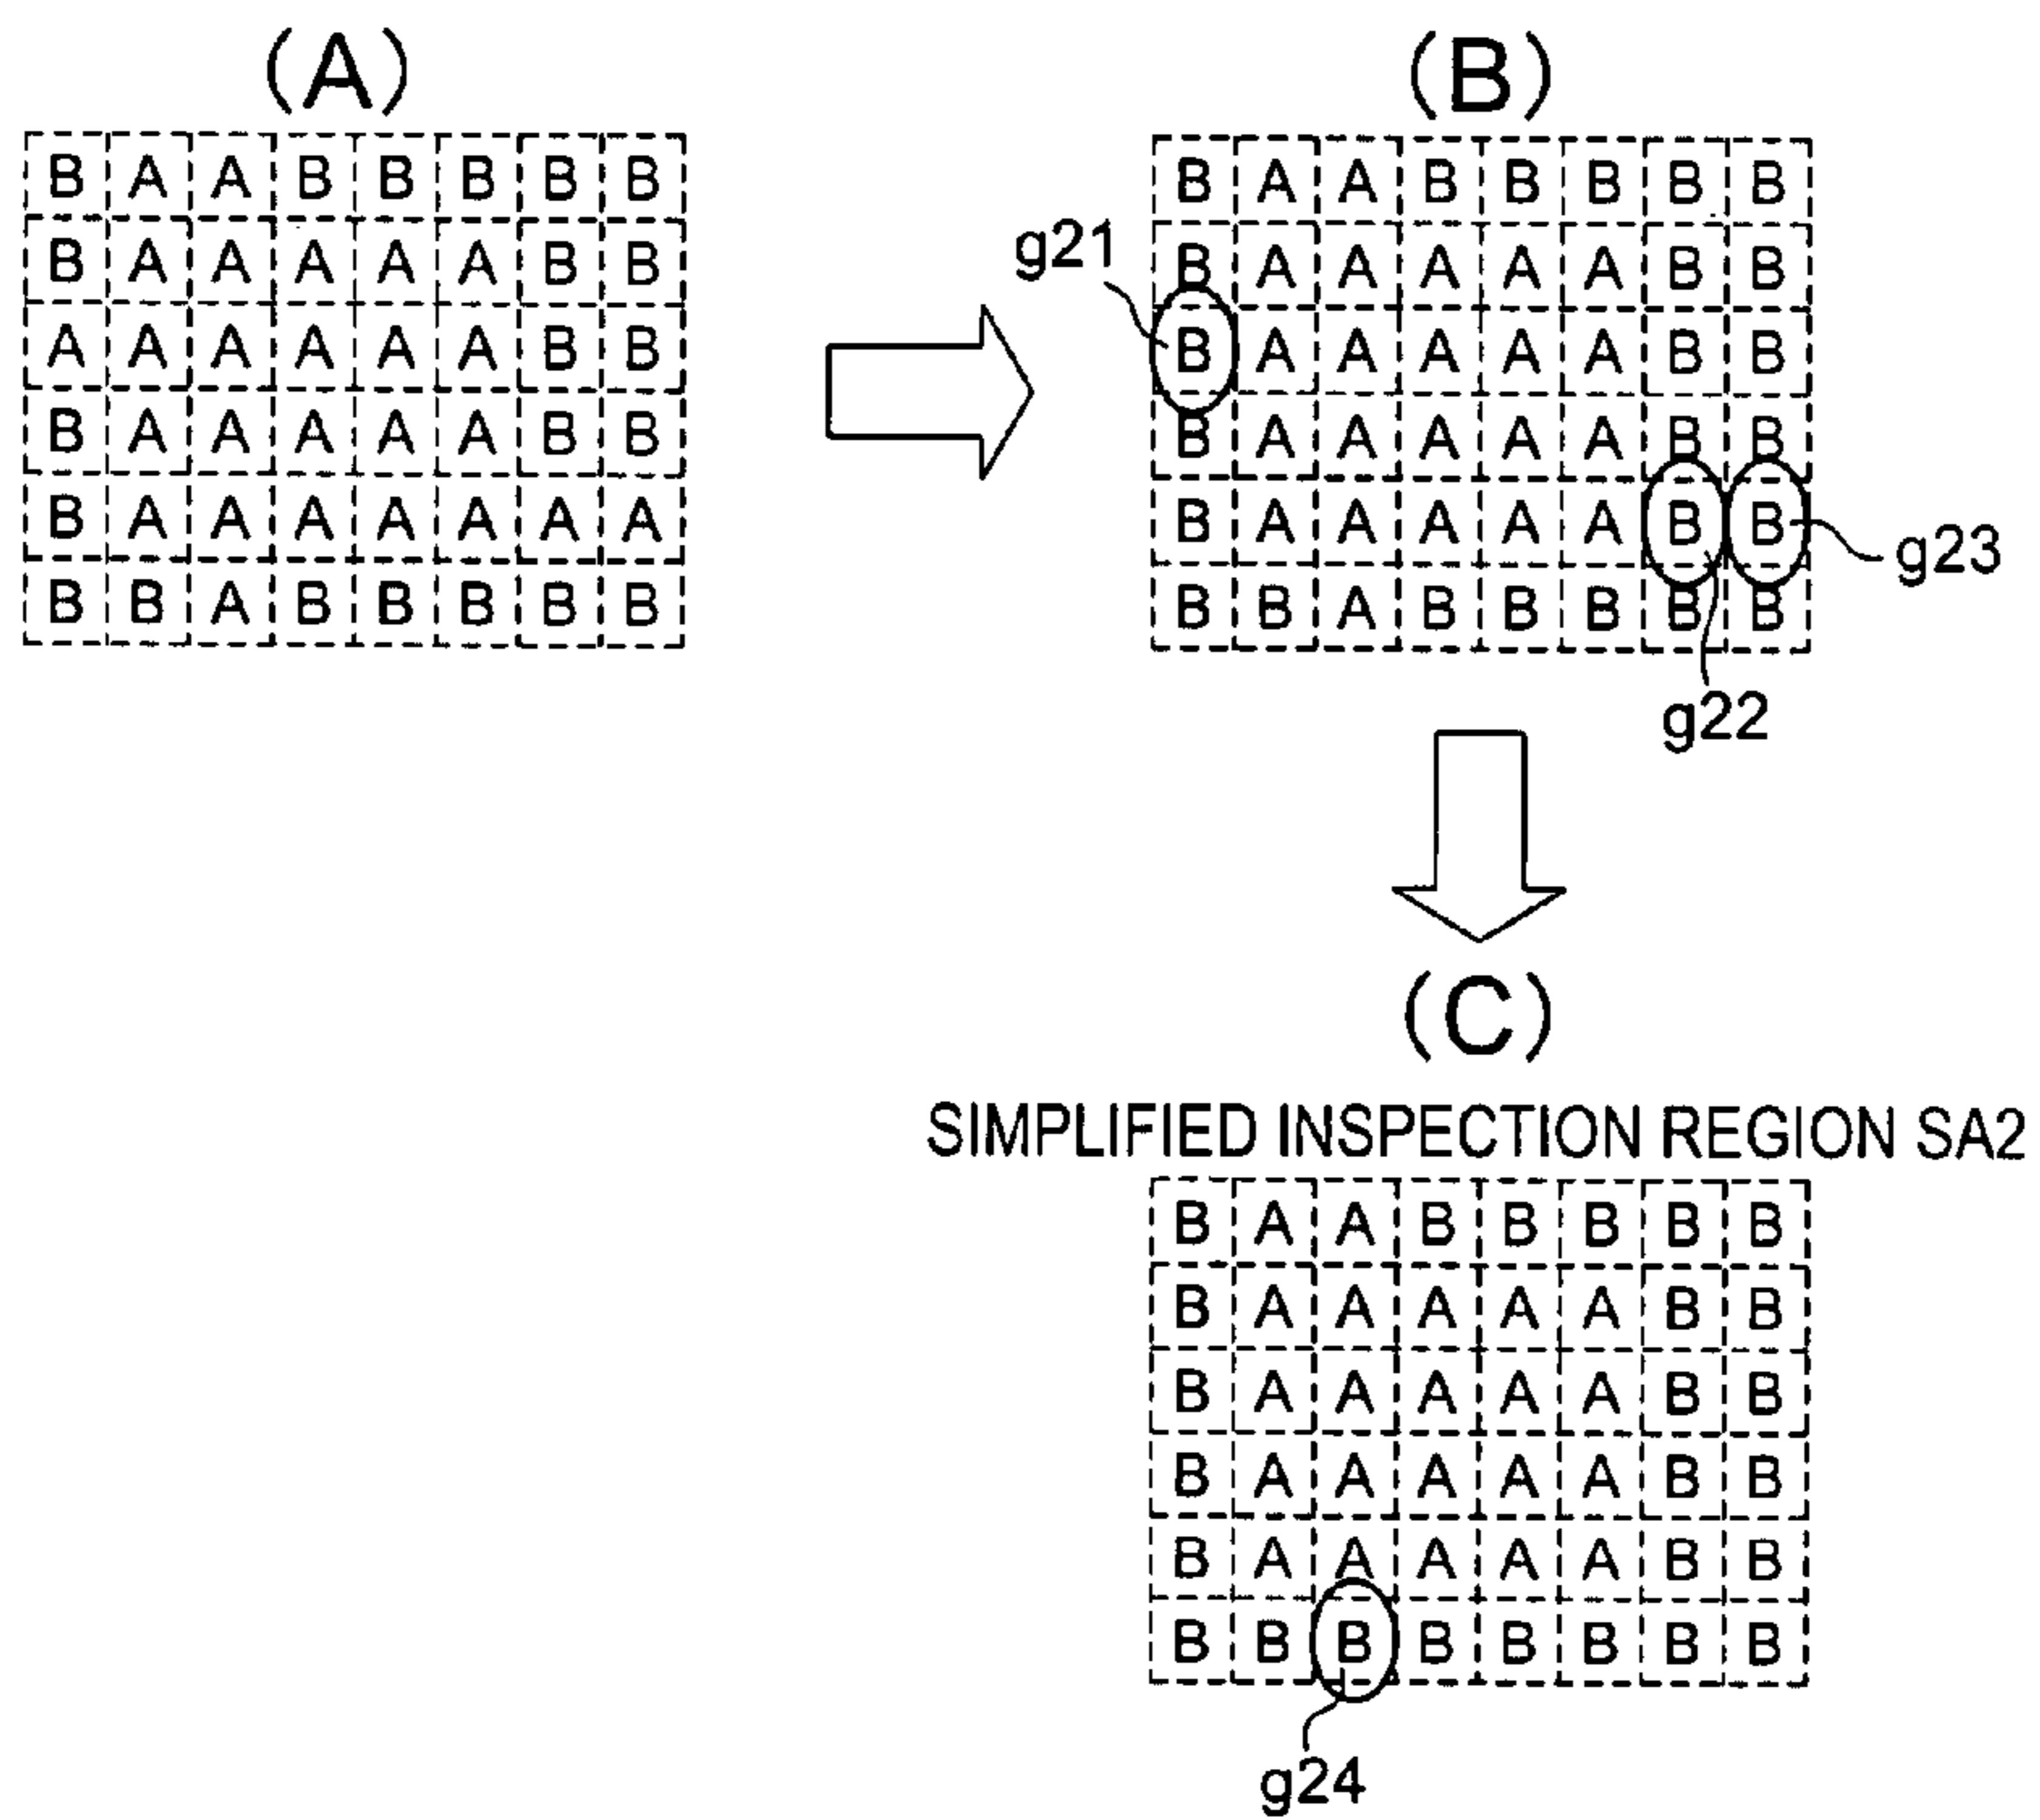 (A)
B A A B B B B B
B A A A A A B B
A A A A A A B B
B A A A A A B B
B A A A A A A A
B B A B B B B B
(B)
B A A B B B B B
B A A A A A B B
g21
B A A A A A B B
B A A A A A B B
B A A A A A B B
g23
B B A B B B B B
g22
(C)
SIMPLIFIED INSPECTION REGION SA2
B A A B B B B B
B A A A A A B B
B A A A A A B B
B A A A A A B B
B A A A A A B B
B B B B B B B B
g24